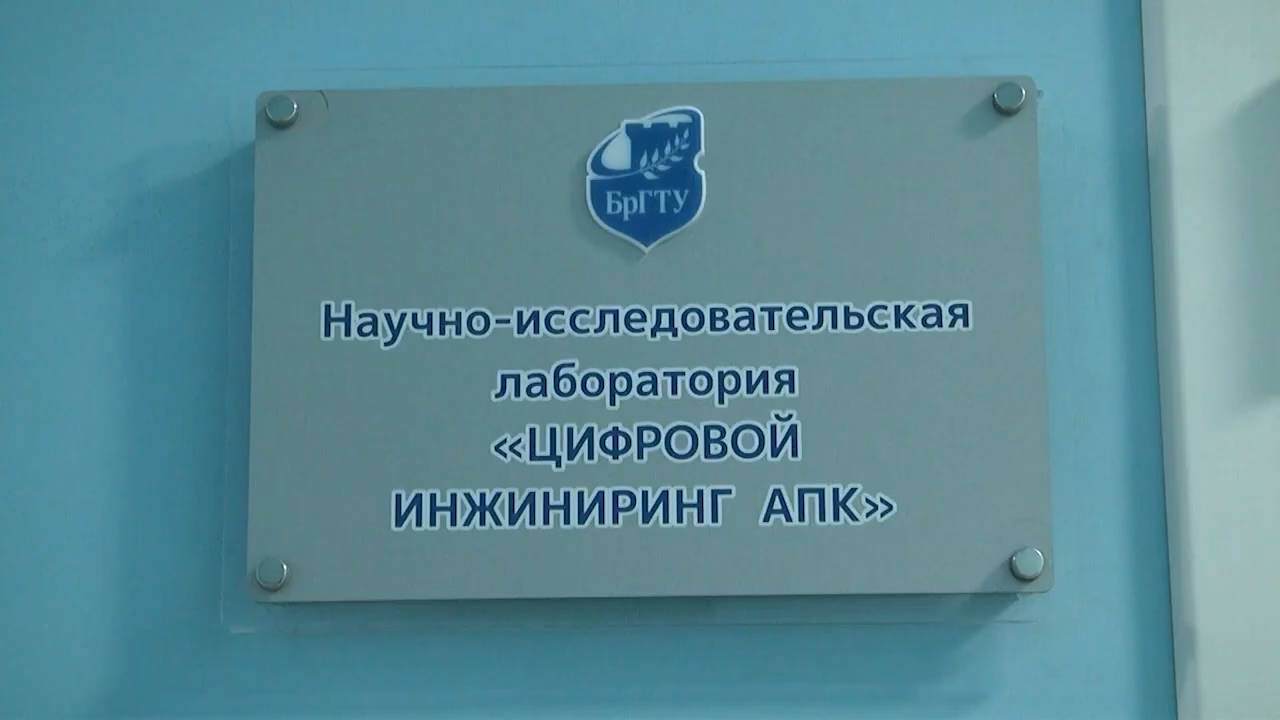 БрГТУ
Научно-исследовательская
лаборатория
«ЦИФРОВОЙ
ИНЖИНИРИНГ АПК»